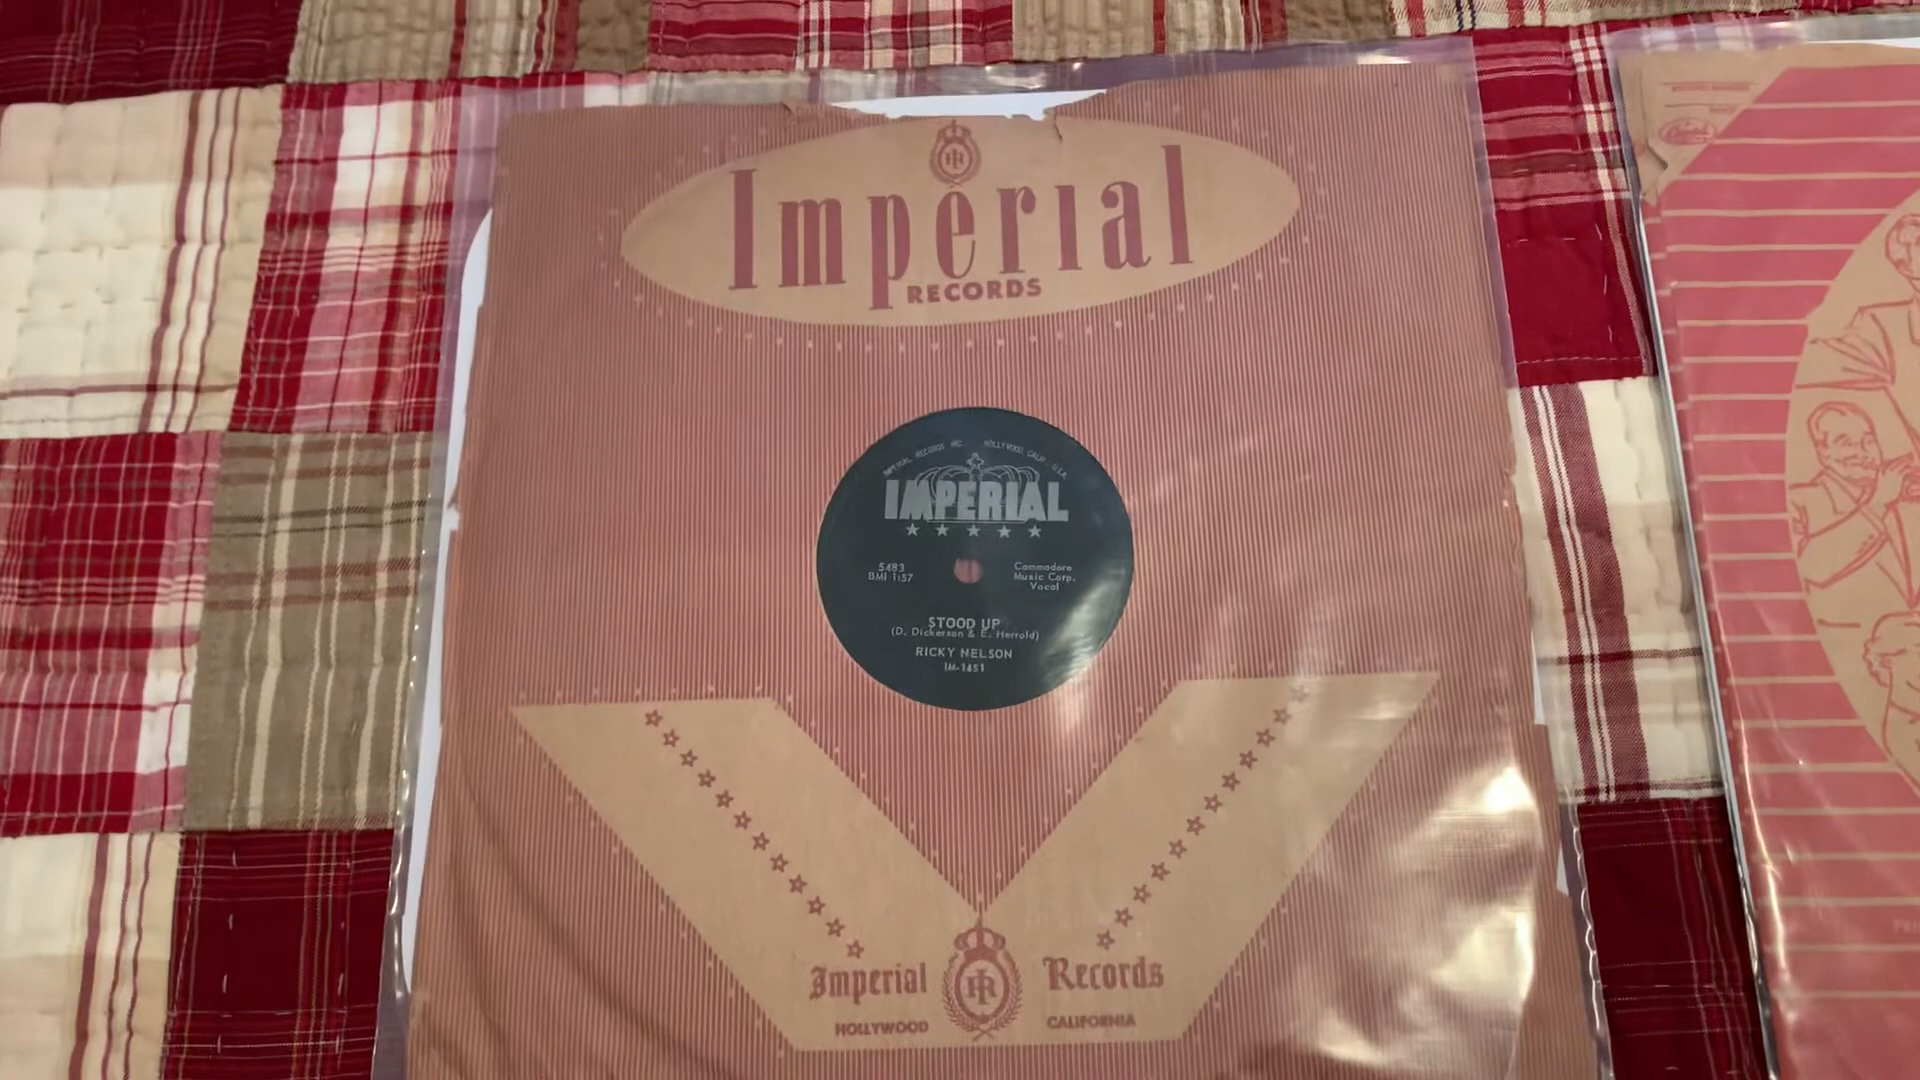 Imperial
RECORDS
IMPERIAL RECORDS INC. HOLLYWOOD, CALIF. U.S.A.
IMPERIAL
5483
BMI 1:57
Commodore
Music Corp.
Vocal
STOOD UP
(D. Dickerson & E. Herrold)
RICKY NELSON
IM-1451
Imperial Records
HOLLYWOOD CALIFORNIA